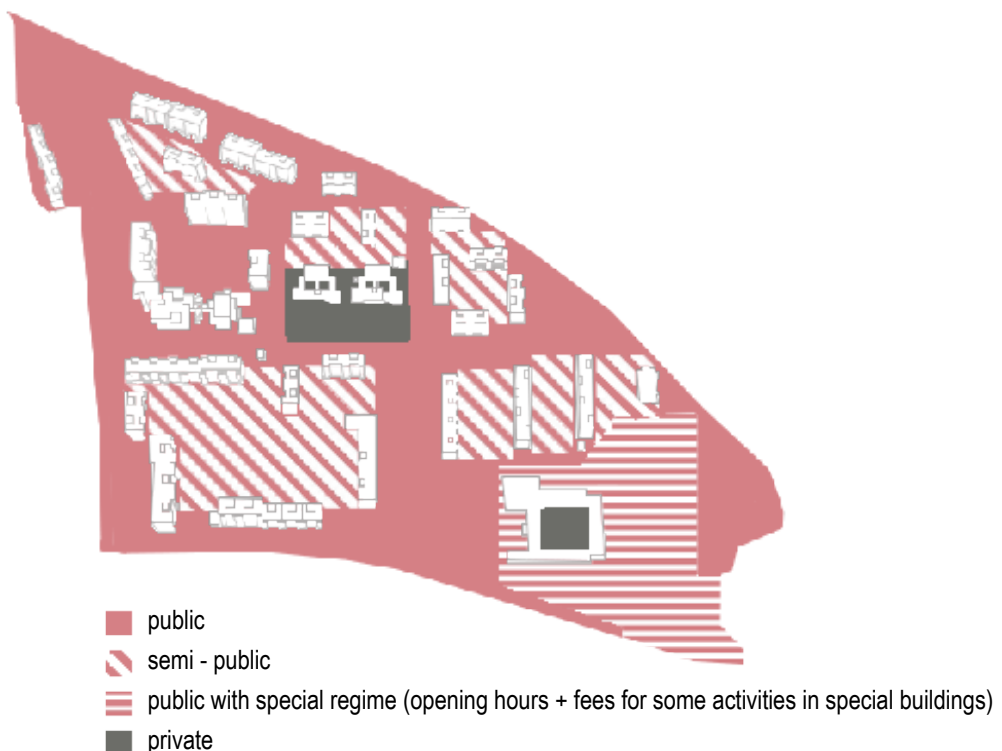 public
semi - public
public with special regime (opening hours + fees for some activities in special buildings)
private